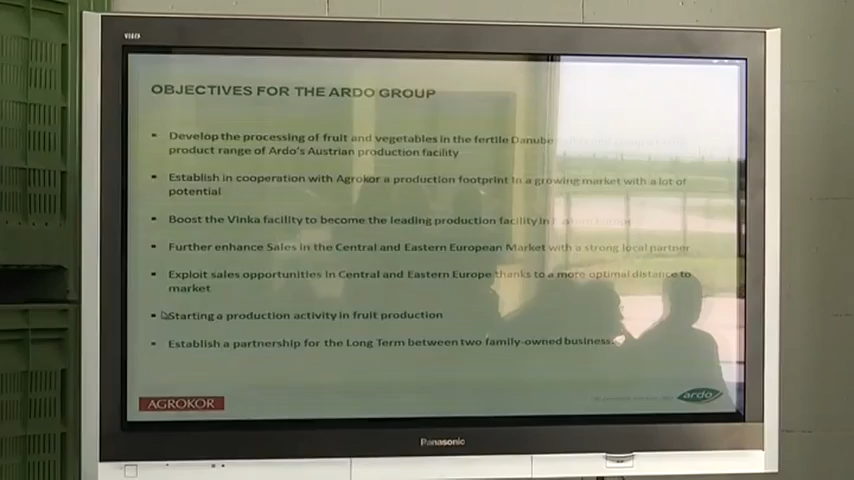 OBJECTIVES FOR THE ARDO GROUP
▪ Develop the processing of fruit and vegetables in the fertile Danube
product range of Ardo's Austrian production facility
▪ Establish in cooperation with Agrokor a production footprint in a growing market with a lot of
potential
▪ Boost the Vinka facility to become the leading production facility in Eastern Europe
▪ Further enhance Sales in the Central and Eastern European Market with a strong local partner
▪ Exploit sales opportunities in Central and Eastern Europe thanks to a more optimal distance to
market
▪ Starting a production activity in fruit production
▪ Establish a partnership for the Long Term between two family-owned business.
AGROKOR
ardo
Panasonic